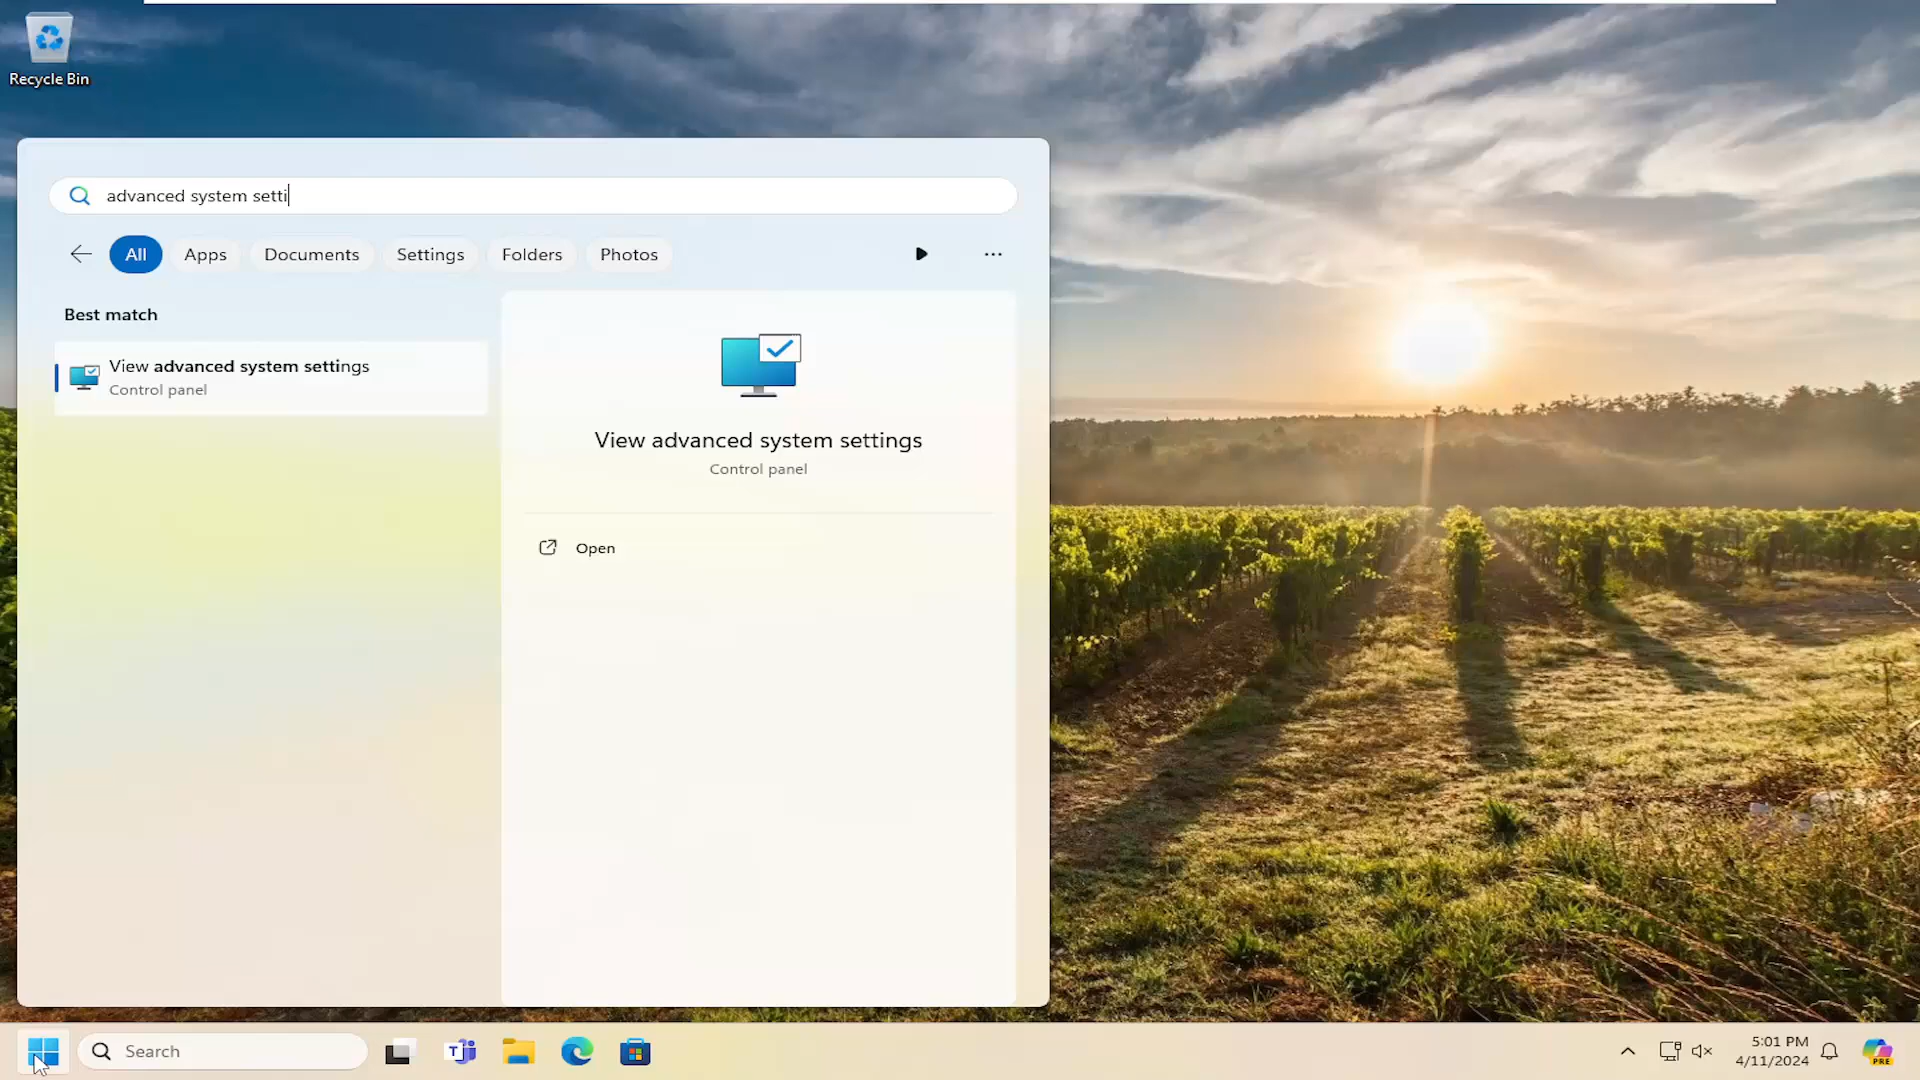 Recycle Bin
advanced system setti
All
Apps
Documents
Settings
Folders
Photos
Best match
View advanced system settings
Control panel
View advanced system settings
Control panel
Open
Search
T
5:01 PM
4/11/2024
PRE